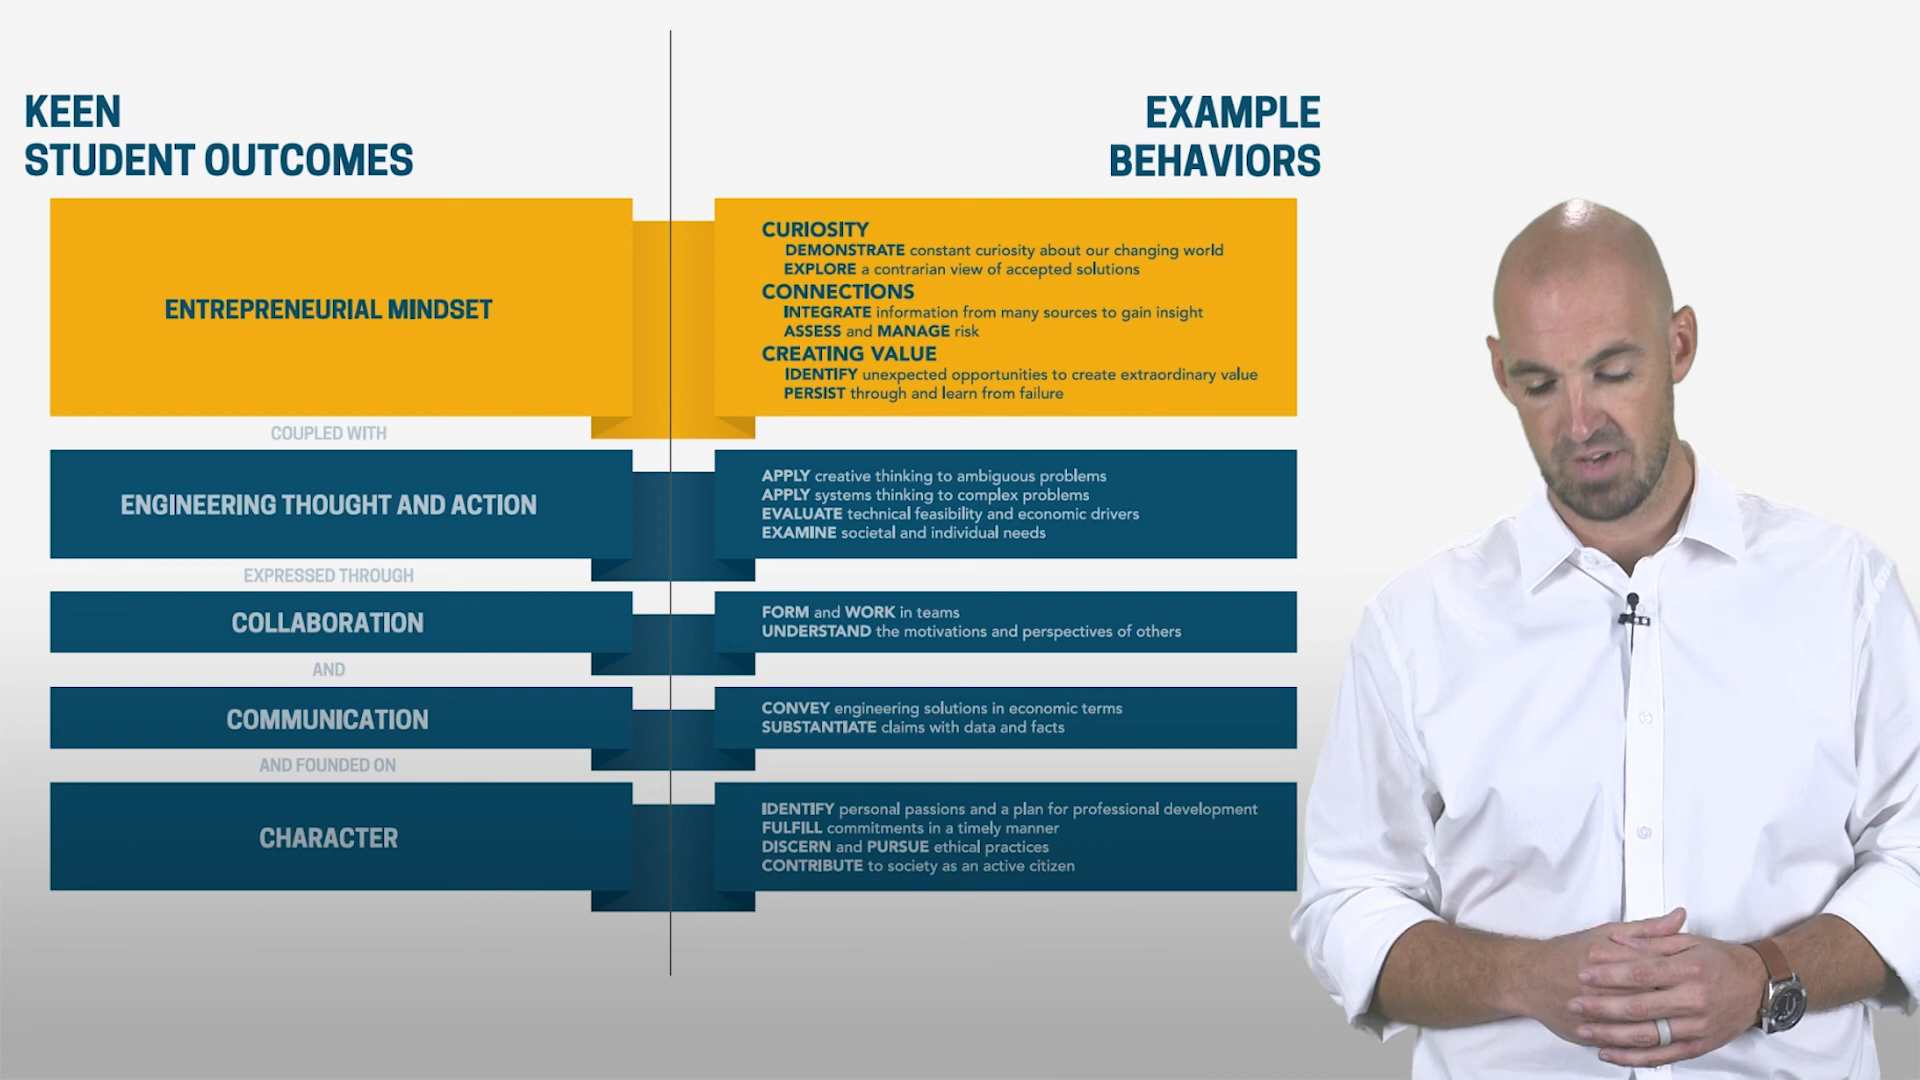 KEEN
STUDENT OUTCOMES
EXAMPLE
BEHAVIORS
ENTREPRENEURIAL MINDSET
CURIOSITY
DEMONSTRATE constant curiosity about our changing world
EXPLORE a contrarian view of accepted solutions
CONNECTIONS
INTEGRATE information from many sources to gain insight
ASSESS and MANAGE risk
CREATING VALUE
IDENTIFY unexpected opportunities to create extraordinary value
PERSIST through and learn from failure
COUPLED WITH
ENGINEERING THOUGHT AND ACTION
APPLY creative thinking to ambiguous problems
APPLY systems thinking to complex problems
EVALUATE technical feasibility and economic drivers
EXAMINE societal and individual needs
EXPRESSED THROUGH
COLLABORATION
FORM and WORK in teams
UNDERSTAND the motivations and perspectives of others
AND
COMMUNICATION
CONVEY engineering solutions in economic terms
SUBSTANTIATE claims with data and facts
AND FOUNDED ON
CHARACTER
IDENTIFY personal passions and a plan for professional development
FULFILL commitments in a timely manner
DISCERN and PURSUE ethical practices
CONTRIBUTE to society as an active citizen